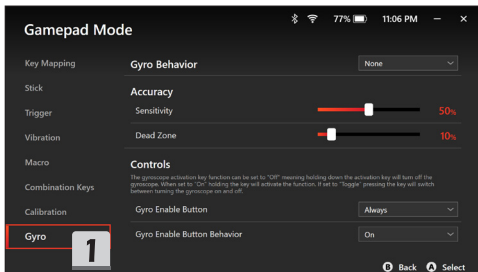 Gamepad Mode
77%
11:06 PM
Key Mapping
Stick
Trigger
Vibration
Macro
Combination Keys
Calibration
Gyro
1
Gyro Behavior
None
Accuracy
Sensitivity
50%
Dead Zone
10%
Controls
The gyroscope activation key function can be set to "Off" meaning holding down the activation key will turn off the
gyroscope. When set to "On" holding the key will activate the function. If set to "Toggle" pressing the key will switch
between turning the gyroscope on and off.
Gyro Enable Button
Always
Gyro Enable Button Behavior
On
B Back
A Select